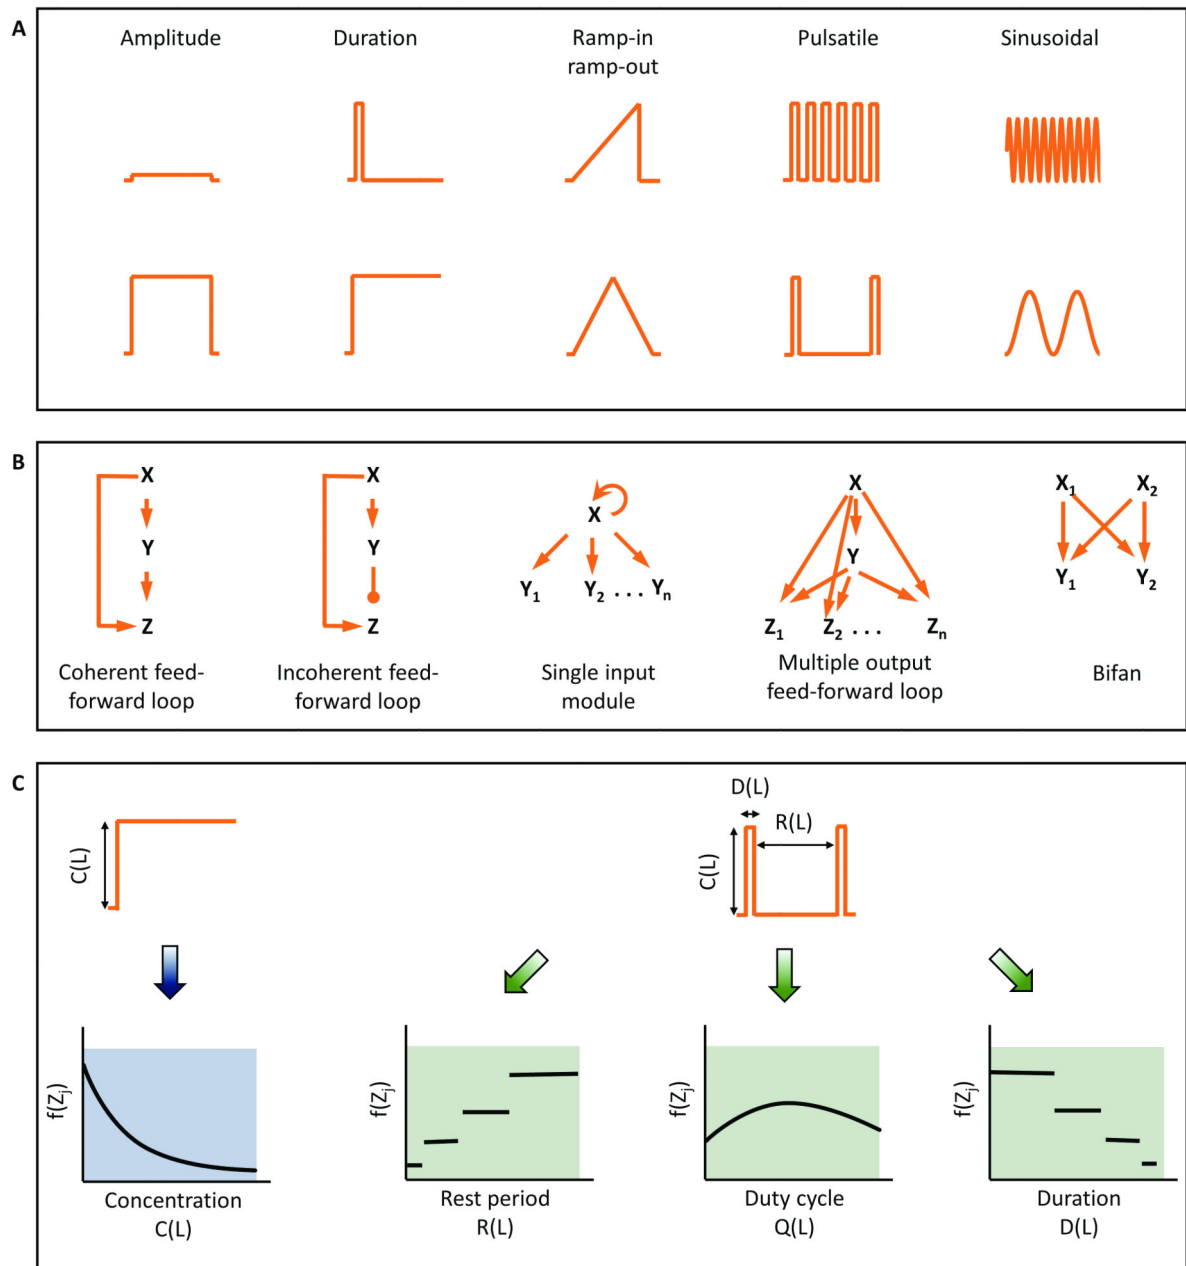 A
Amplitude
Duration
Ramp-in
ramp-out
Pulsatile
Sinusoidal
B
X
Y
Z
Coherent feed-
forward loop
X
Y
Z
Incoherent feed-
forward loop
X
Y1 Y2 . . . Yn
Single input
module
X
Y
Z1 Z2 . . . Zn
Multiple output
feed-forward loop
X1 X2
Y1 Y2
Bifan
C
C(L)
D(L)
R(L)
C(L)
f(Zj)
Concentration
C(L)
f(Zj)
Rest period
R(L)
f(Zj)
Duty cycle
Q(L)
f(Zj)
Duration
D(L)